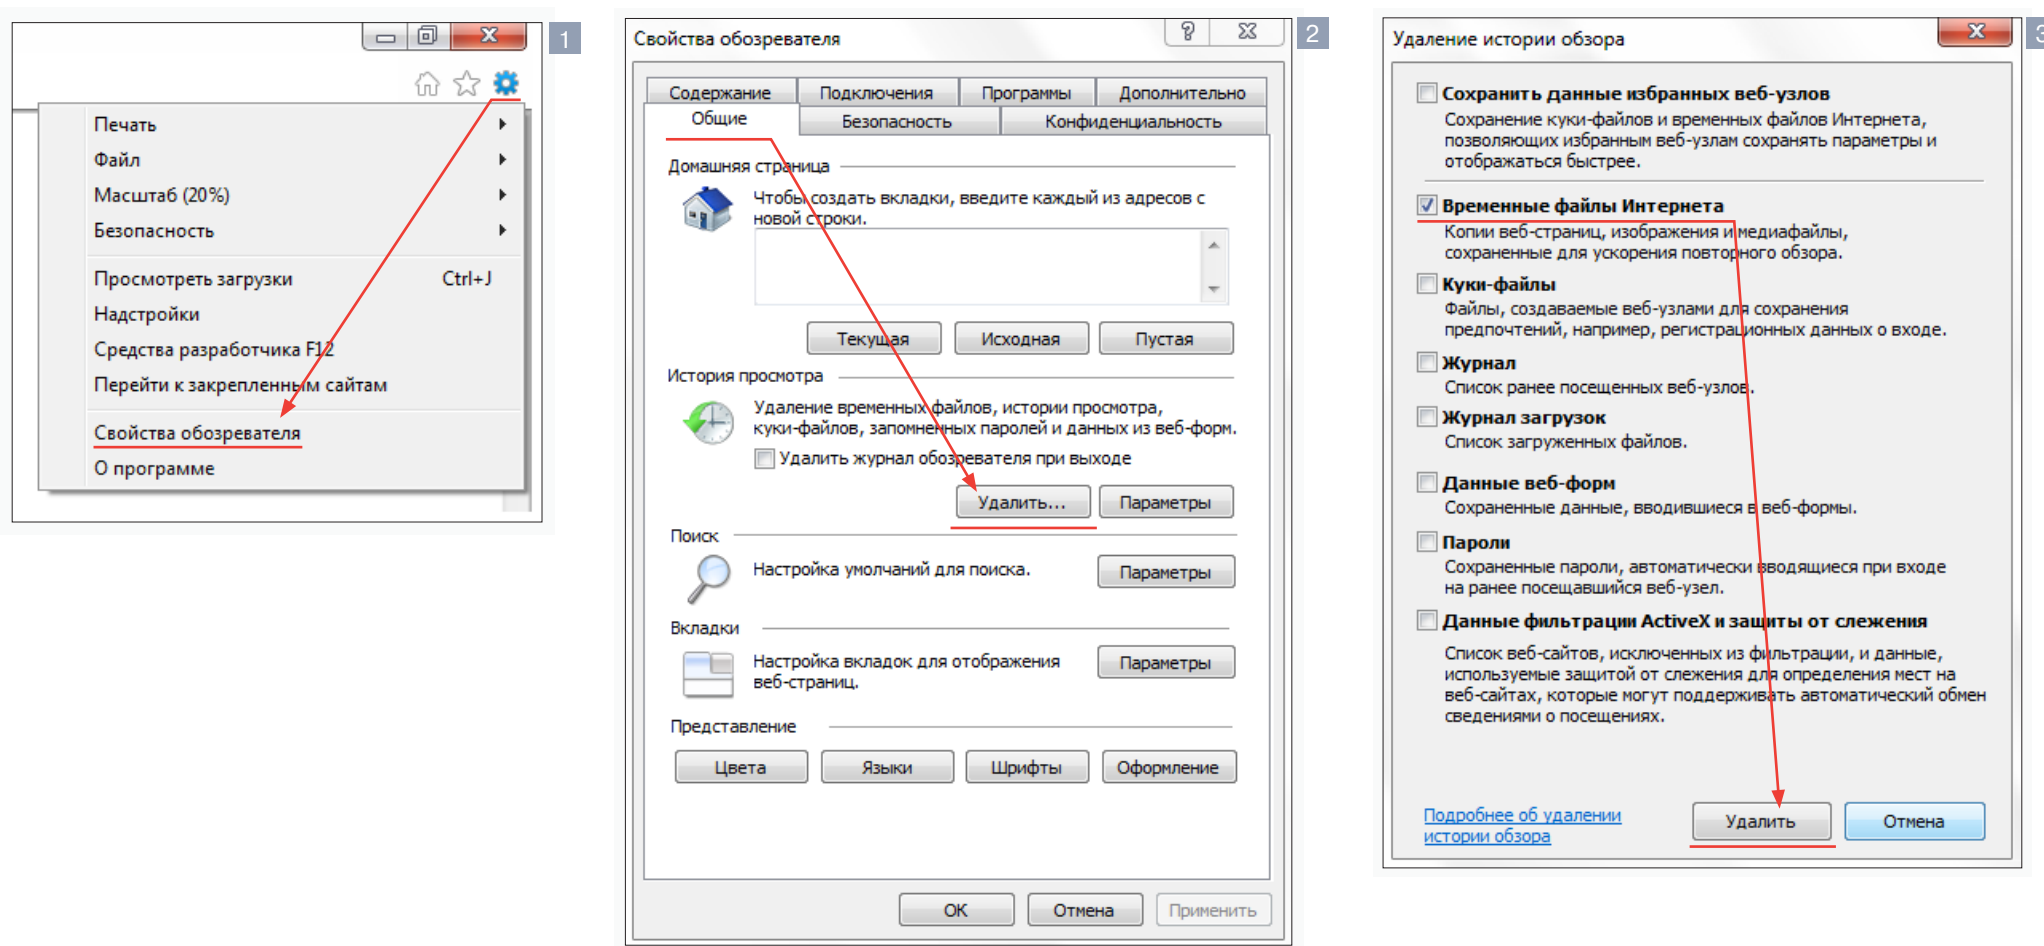 1
Печать
Файл
Масштаб (20%)
Безопасность
Просмотреть загрузки Ctrl+J
Надстройки
Средства разработчика F12
Перейти к закрепленным сайтам
Свойства обозревателя
О программе
2
Свойства обозревателя
Содержание Подключения Программы Дополнительно
Общие Безопасность Конфиденциальность
Домашняя страница
Чтобы создать вкладки, введите каждый из адресов с
новой строки.
Текущая Исходная Пустая
История просмотра
Удаление временных файлов, истории просмотра,
куки-файлов, запомненных паролей и данных из веб-форм.
Удалить журнал обозревателя при выходе
Удалить... Параметры
Поиск
Настройка умолчаний для поиска. Параметры
Вкладки
Настройка вкладок для отображения
веб-страниц.
Параметры
Представление
Цвета Языки Шрифты Оформление
ОК Отмена Применить
3
Удаление истории обзора
Сохранить данные избранных веб-узлов
Сохранение куки-файлов и временных файлов Интернета,
позволяющих избранным веб-узлам сохранять параметры и
отображаться быстрее.
Временные файлы Интернета
Копии веб-страниц, изображения и медиафайлы,
сохраненные для ускорения повторного обзора.
Куки-файлы
Файлы, создаваемые веб-узлами для сохранения
предпочтений, например, регистрационных данных о входе.
Журнал
Список ранее посещенных веб-узлов.
Журнал загрузок
Список загруженных файлов.
Данные веб-форм
Сохраненные данные, вводившиеся в веб-формы.
Пароли
Сохраненные пароли, автоматически вводящиеся при входе
на ранее посещавшийся веб-узел.
Данные фильтрации ActiveX и защиты от слежения
Список веб-сайтов, исключенных из фильтрации, и данные,
используемые защитой от слежения для определения мест на
веб-сайтах, которые могут поддерживать автоматический обмен
сведениями о посещениях.
Подробнее об удалении
истории обзора
Удалить Отмена